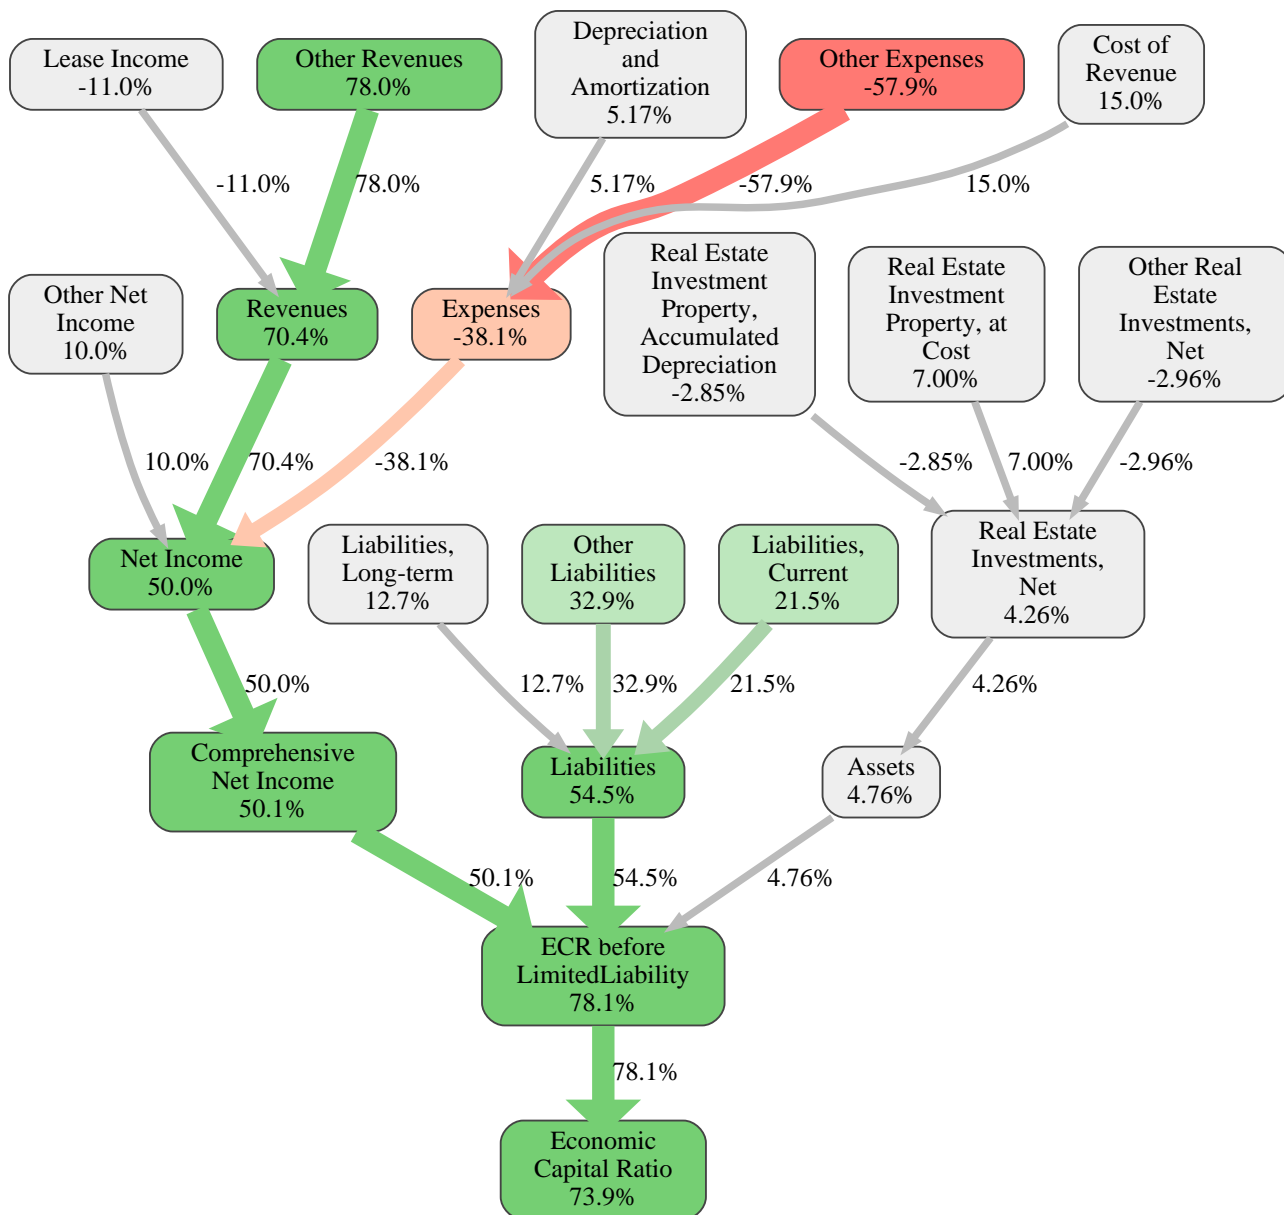 Lease Income
-11.0%
Other Revenues
78.0%
Depreciation
and
Amortization
5.17%
Other Expenses
-57.9%
Cost of
Revenue
15.0%
-11.0%
78.0%
5.17%
-57.9%
15.0%
Other Net
Income
10.0%
Revenues
70.4%
Expenses
-38.1%
Real Estate
Investment
Property,
Accumulated
Depreciation
-2.85%
Real Estate
Investment
Property, at
Cost
7.00%
Other Real
Estate
Investments,
Net
-2.96%
10.0%
70.4%
-38.1%
-2.85%
7.00%
-2.96%
Net Income
50.0%
Liabilities,
Long-term
12.7%
Other
Liabilities
32.9%
Liabilities,
Current
21.5%
Real Estate
Investments,
Net
4.26%
50.0%
12.7%
32.9%
21.5%
4.26%
Comprehensive
Net Income
50.1%
Liabilities
54.5%
Assets
4.76%
50.1%
54.5%
4.76%
ECR before
LimitedLiability
78.1%
78.1%
Economic
Capital Ratio
73.9%